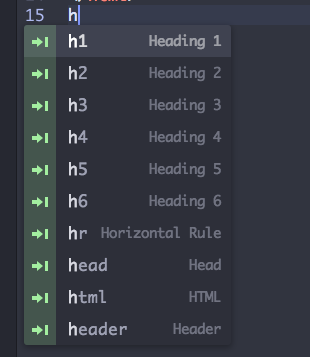 15 h
h1 Heading 1
h2 Heading 2
h3 Heading 3
h4 Heading 4
h5 Heading 5
h6 Heading 6
hr Horizontal Rule
head Head
html HTML
header Header